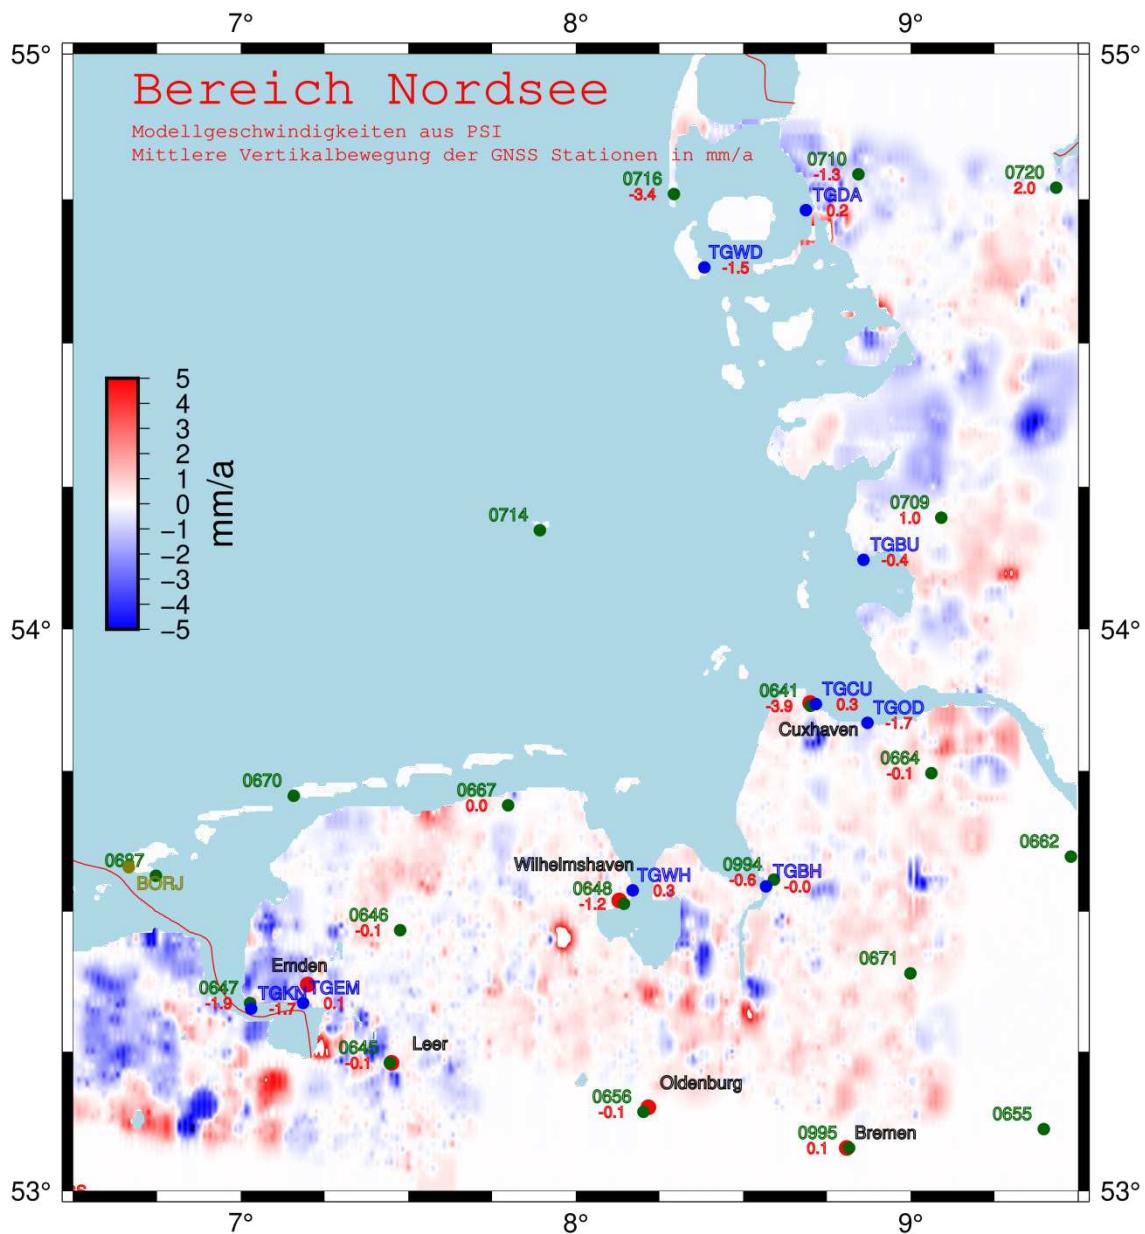 7° 8° 9°
55° 55°
Bereich Nordsee
Modellgeschwindigkeiten aus PSI
Mittlere Vertikalbewegung der GNSS Stationen in mm/a
0710
-1.3
0716
-3.4
0720
2.0
TGDA
0.2
TGWD
-1.5
5
4
3
2
1
0
-1
-2
-3
-4
-5
mm/a
0714
0709
1.0
TGBU
-0.4
54° 54°
0641
-3.9
TGCU
0.3
TGOD
-1.7
Cuxhaven
0664
-0.1
0670
0667
0.0
0662
0687
BORJ
Wilhelmshaven
TGWH
0.3
0648
-1.2
0994
-0.6
TGBH
-0.0
0646
-0.1
0671
Emden
0647
-1.9
TGKN
-1.7
TGEM
0.1
0645
-0.1
Leer
Oldenburg
0656
-0.1
0655
0995
0.1
Bremen
53° 53°
7° 8° 9°